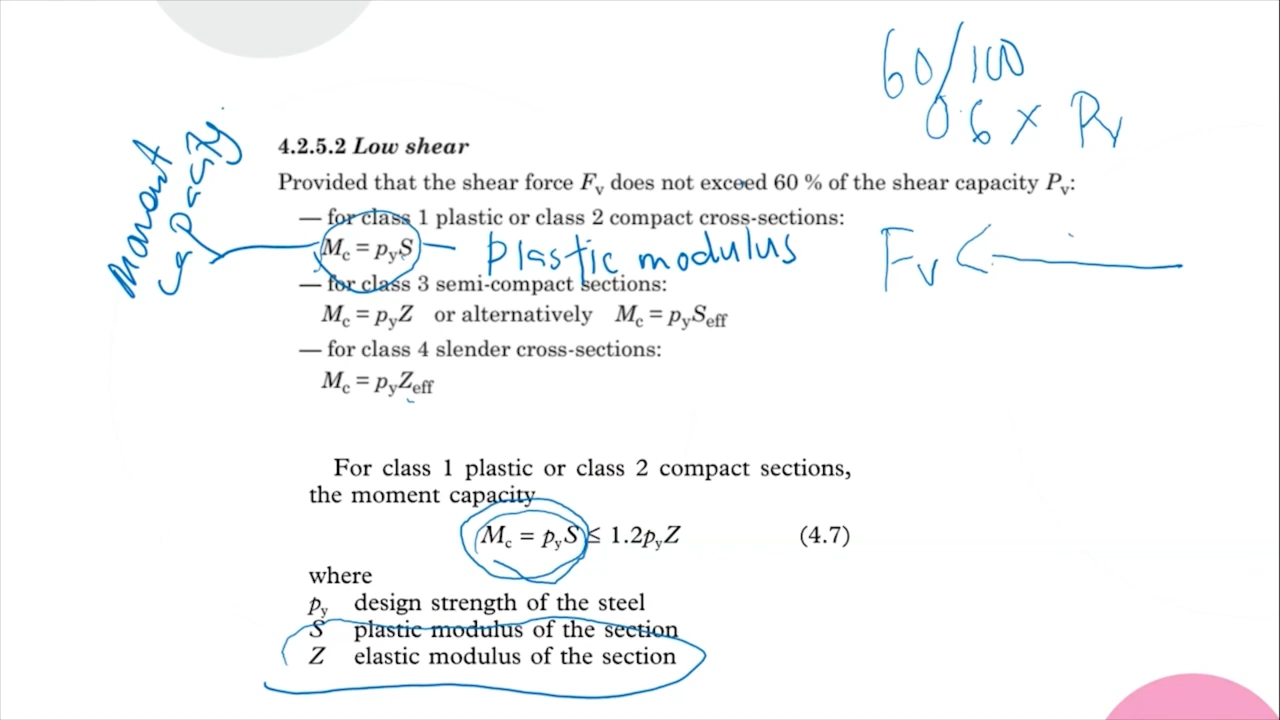 60/100
0.6 × Pv
Moment
capacity
4.2.5.2 Low shear
Provided that the shear force Fv does not exceed 60 % of the shear capacity Pv:
— for class 1 plastic or class 2 compact cross-sections:
Mc = pyS
Plastic modulus
Fv <
— for class 3 semi-compact sections:
Mc = pyZ or alternatively Mc = pySeff
— for class 4 slender cross-sections:
Mc = pyZeff
For class 1 plastic or class 2 compact sections,
the moment capacity
Mc = pyS ≤ 1.2pyZ (4.7)
where
py design strength of the steel
S plastic modulus of the section
Z elastic modulus of the section